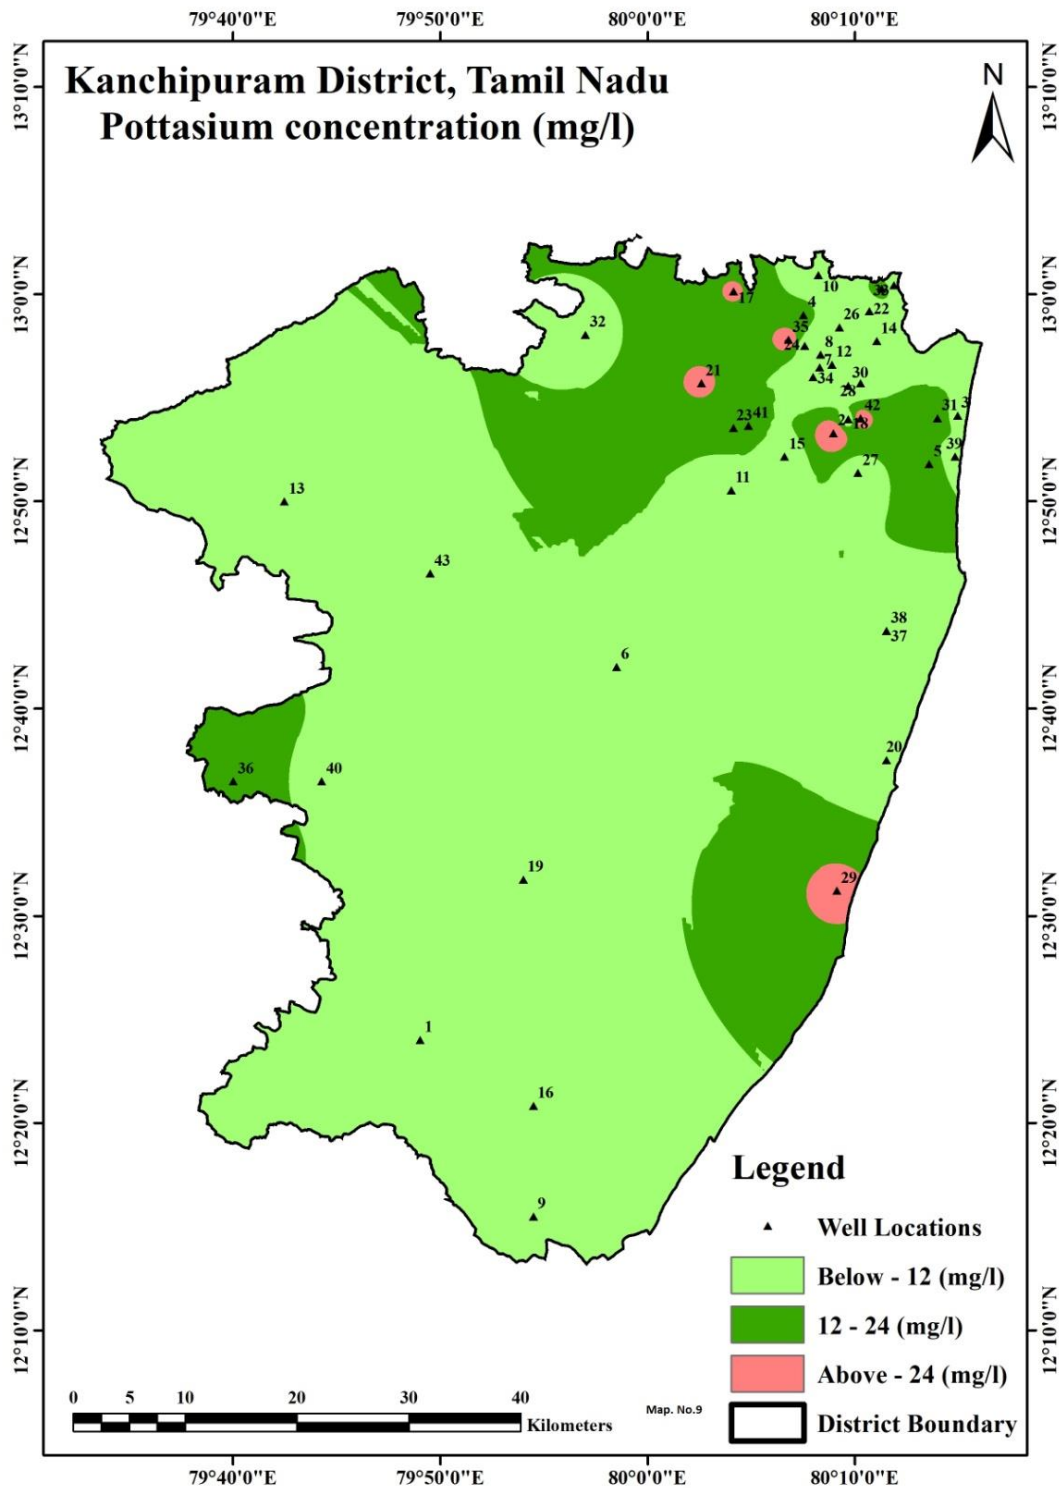 79°40'0"E 79°50'0"E 80°0'0"E 80°10'0"E
Kanchipuram District, Tamil Nadu
Pottasium concentration (mg/l)
N
13°10'0"N 13°10'0"N
13°0'0"N 13°0'0"N
12°50'0"N 12°50'0"N
12°40'0"N 12°40'0"N
12°30'0"N 12°30'0"N
12°20'0"N 12°20'0"N
12°10'0"N 12°10'0"N
10
17
4
22
32
35
26
14
24
8
12
7
21
34
30
28
23
41
2
42
18
31
3
15
27
5
39
11
13
43
38
37
6
20
36
40
19
29
1
16
9
Legend
Well Locations
Below - 12 (mg/l)
12 - 24 (mg/l)
Above - 24 (mg/l)
District Boundary
0 5 10 20 30 40
Kilometers
Map. No.9
79°40'0"E 79°50'0"E 80°0'0"E 80°10'0"E